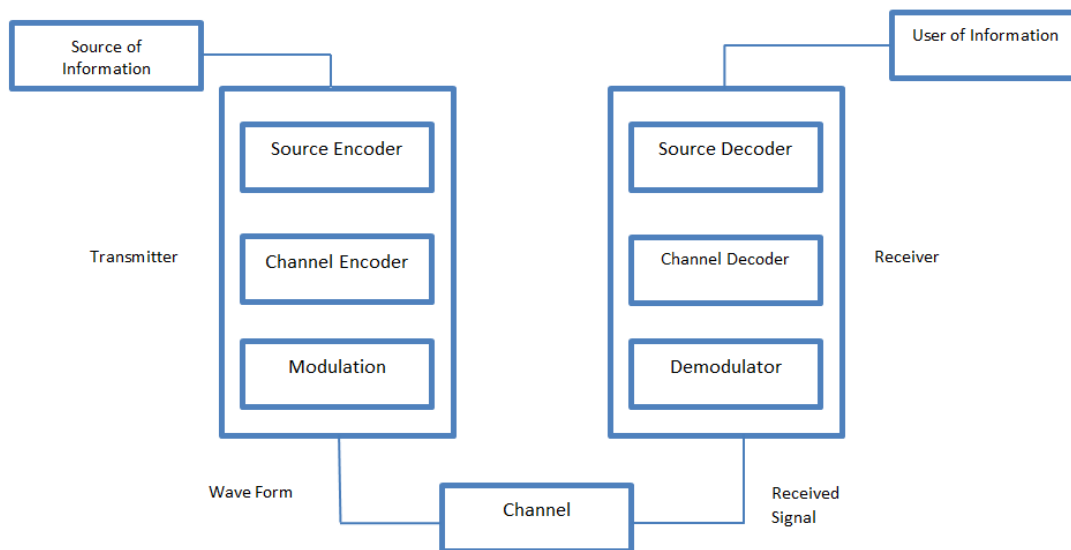 Source of
Information
User of Information
Source Encoder
Source Decoder
Transmitter
Channel Encoder
Channel Decoder
Receiver
Modulation
Demodulator
Wave Form
Channel
Received
Signal